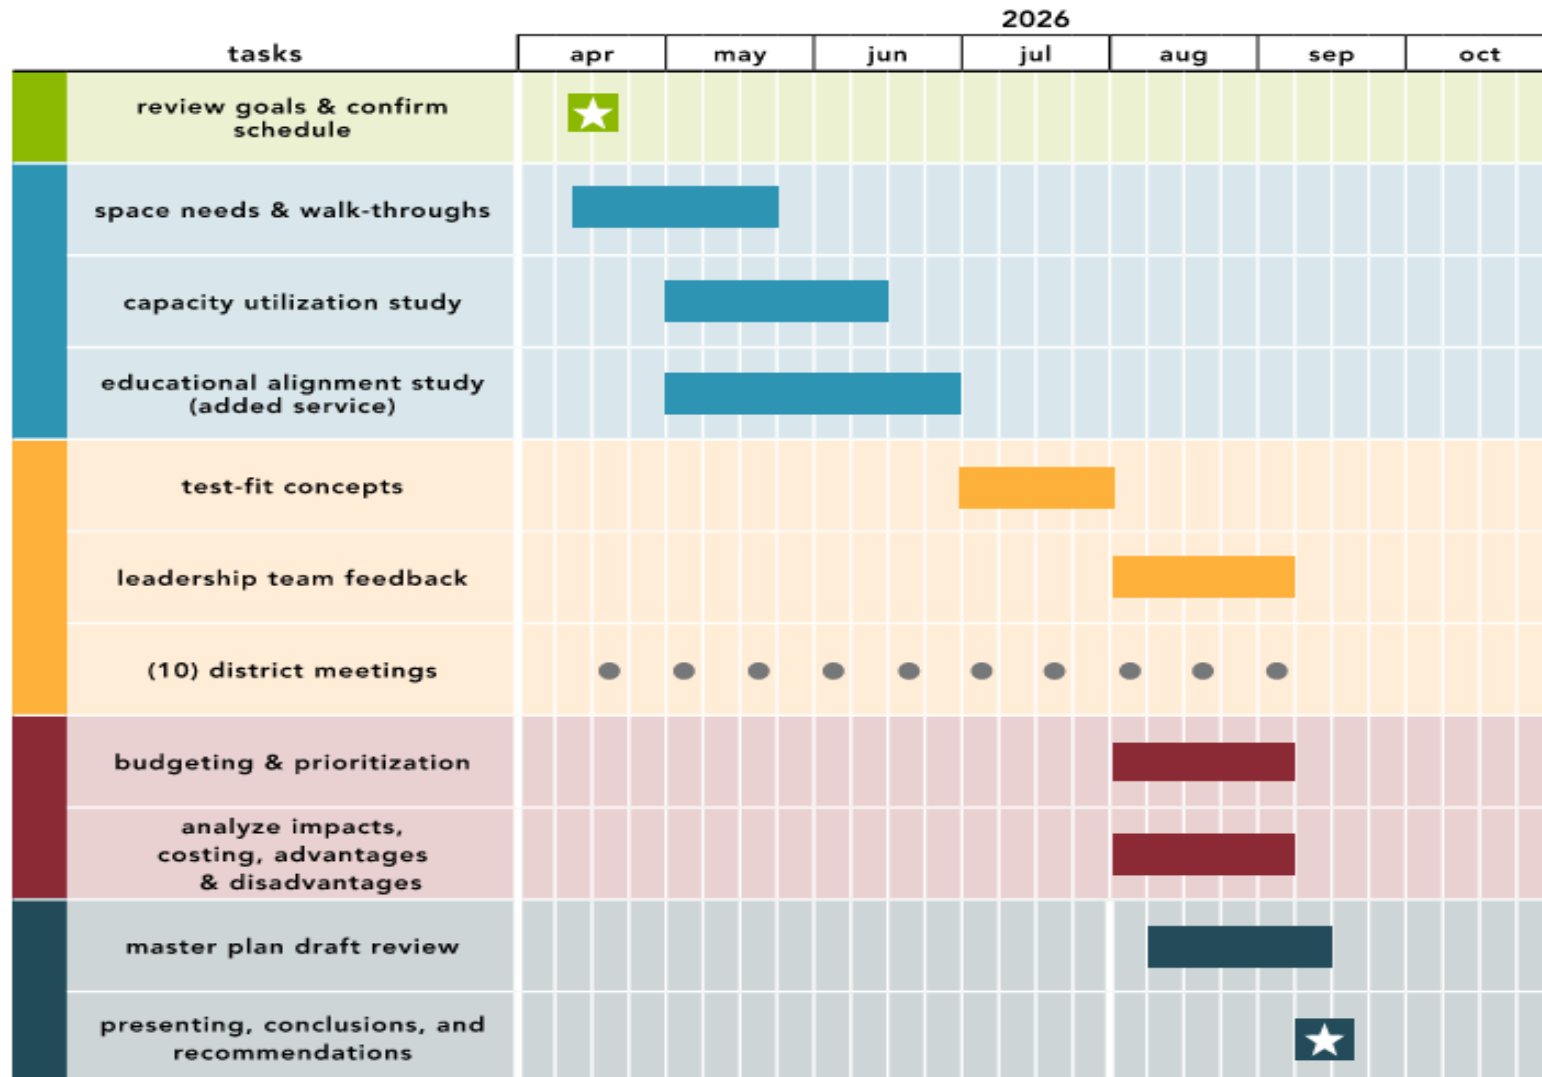 2026
tasks apr may jun jul aug sep oct
review goals & confirm
schedule
space needs & walk-throughs
capacity utilization study
educational alignment study
(added service)
test-fit concepts
leadership team feedback
(10) district meetings
budgeting & prioritization
analyze impacts,
costing, advantages
& disadvantages
master plan draft review
presenting, conclusions, and
recommendations